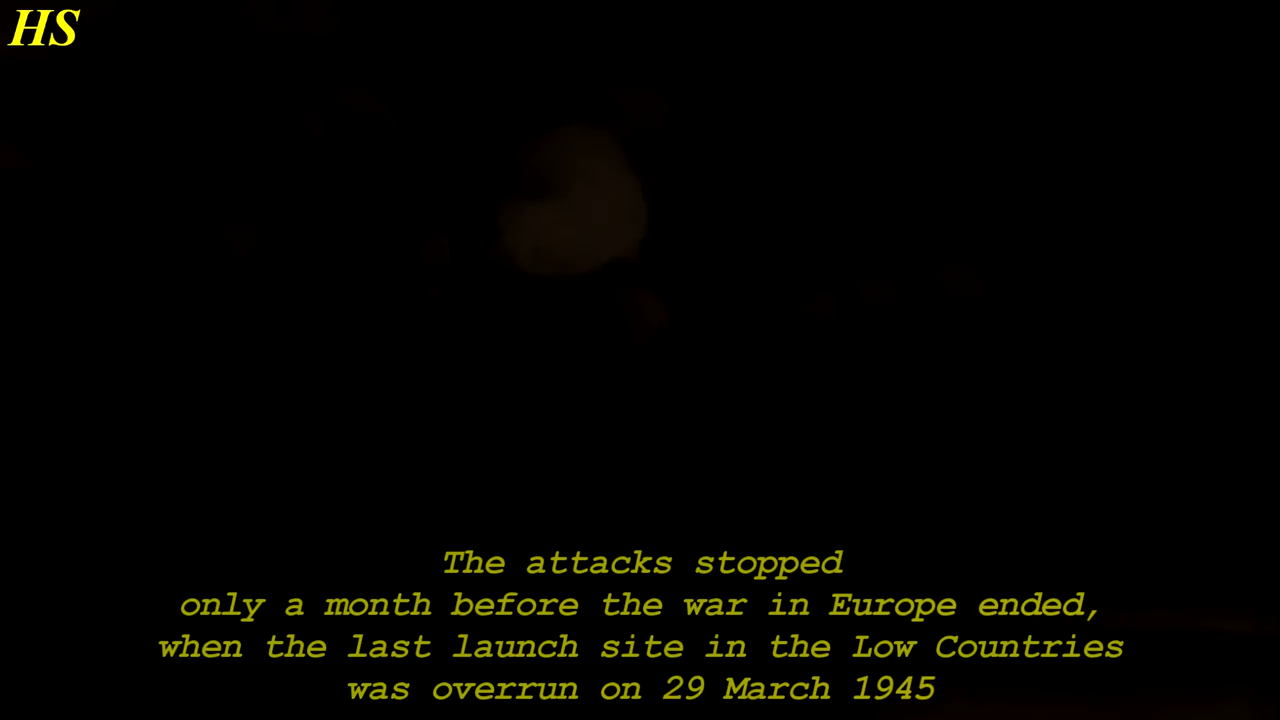 HS
The attacks stopped
only a month before the war in Europe ended,
when the last launch site in the Low Countries
was overrun on 29 March 1945